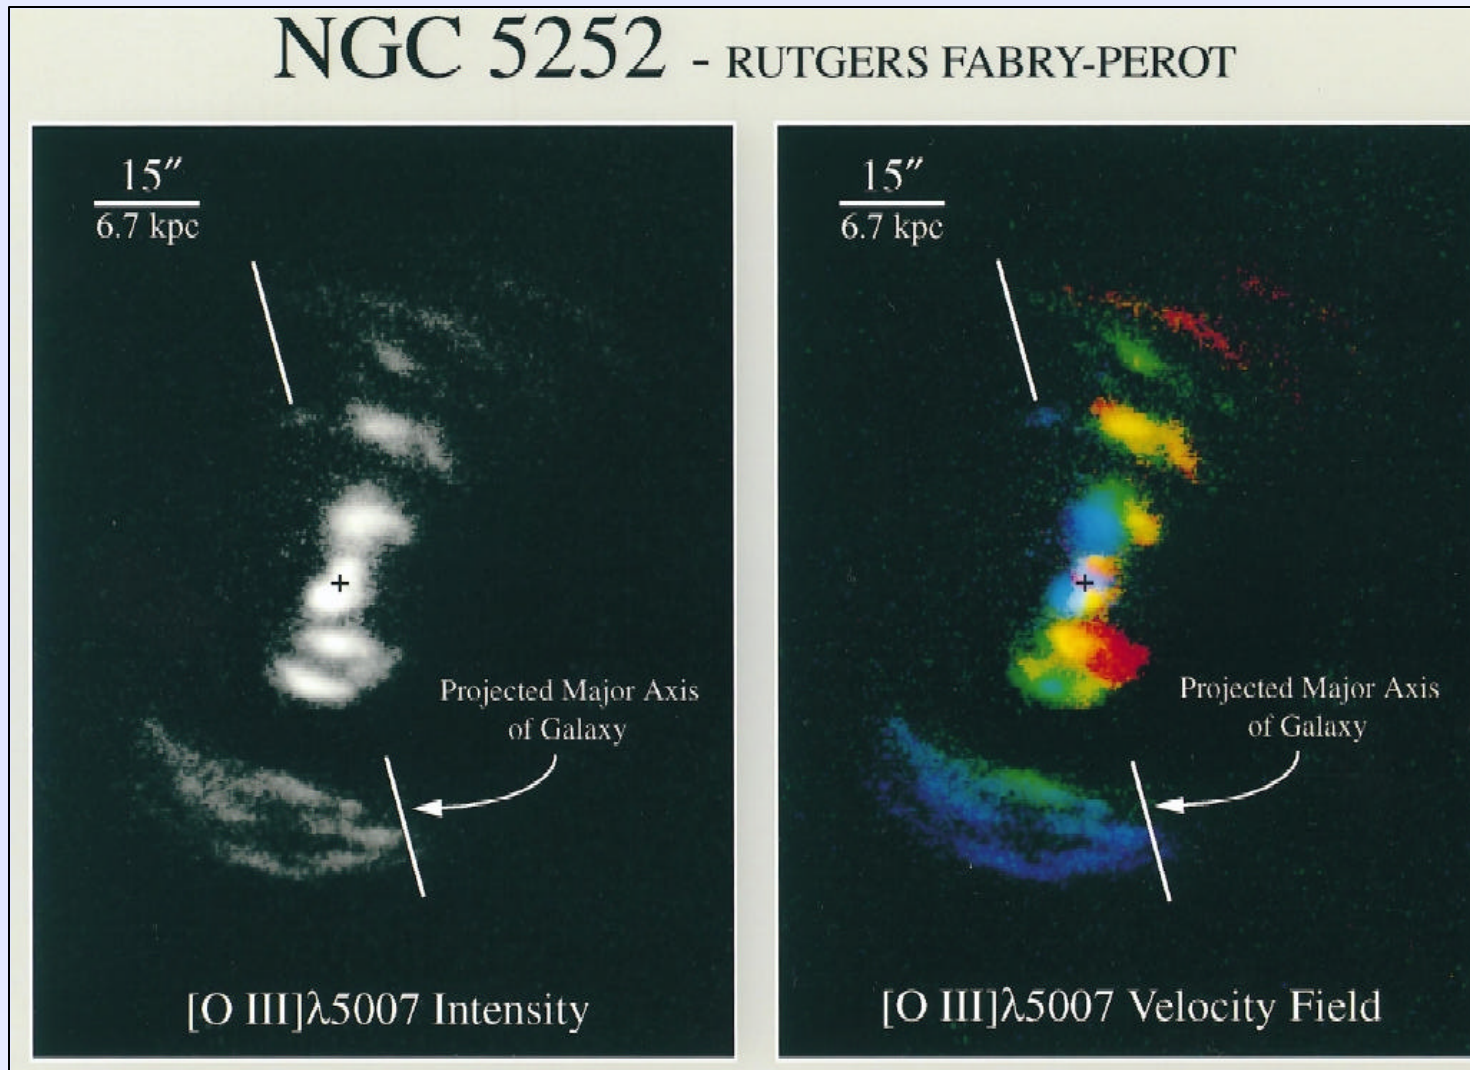 NGC 5252 - RUTGERS FABRY-PEROT
15″
6.7 kpc
Projected Major Axis
of Galaxy
[O III]λ5007 Intensity
15″
6.7 kpc
Projected Major Axis
of Galaxy
[O III]λ5007 Velocity Field